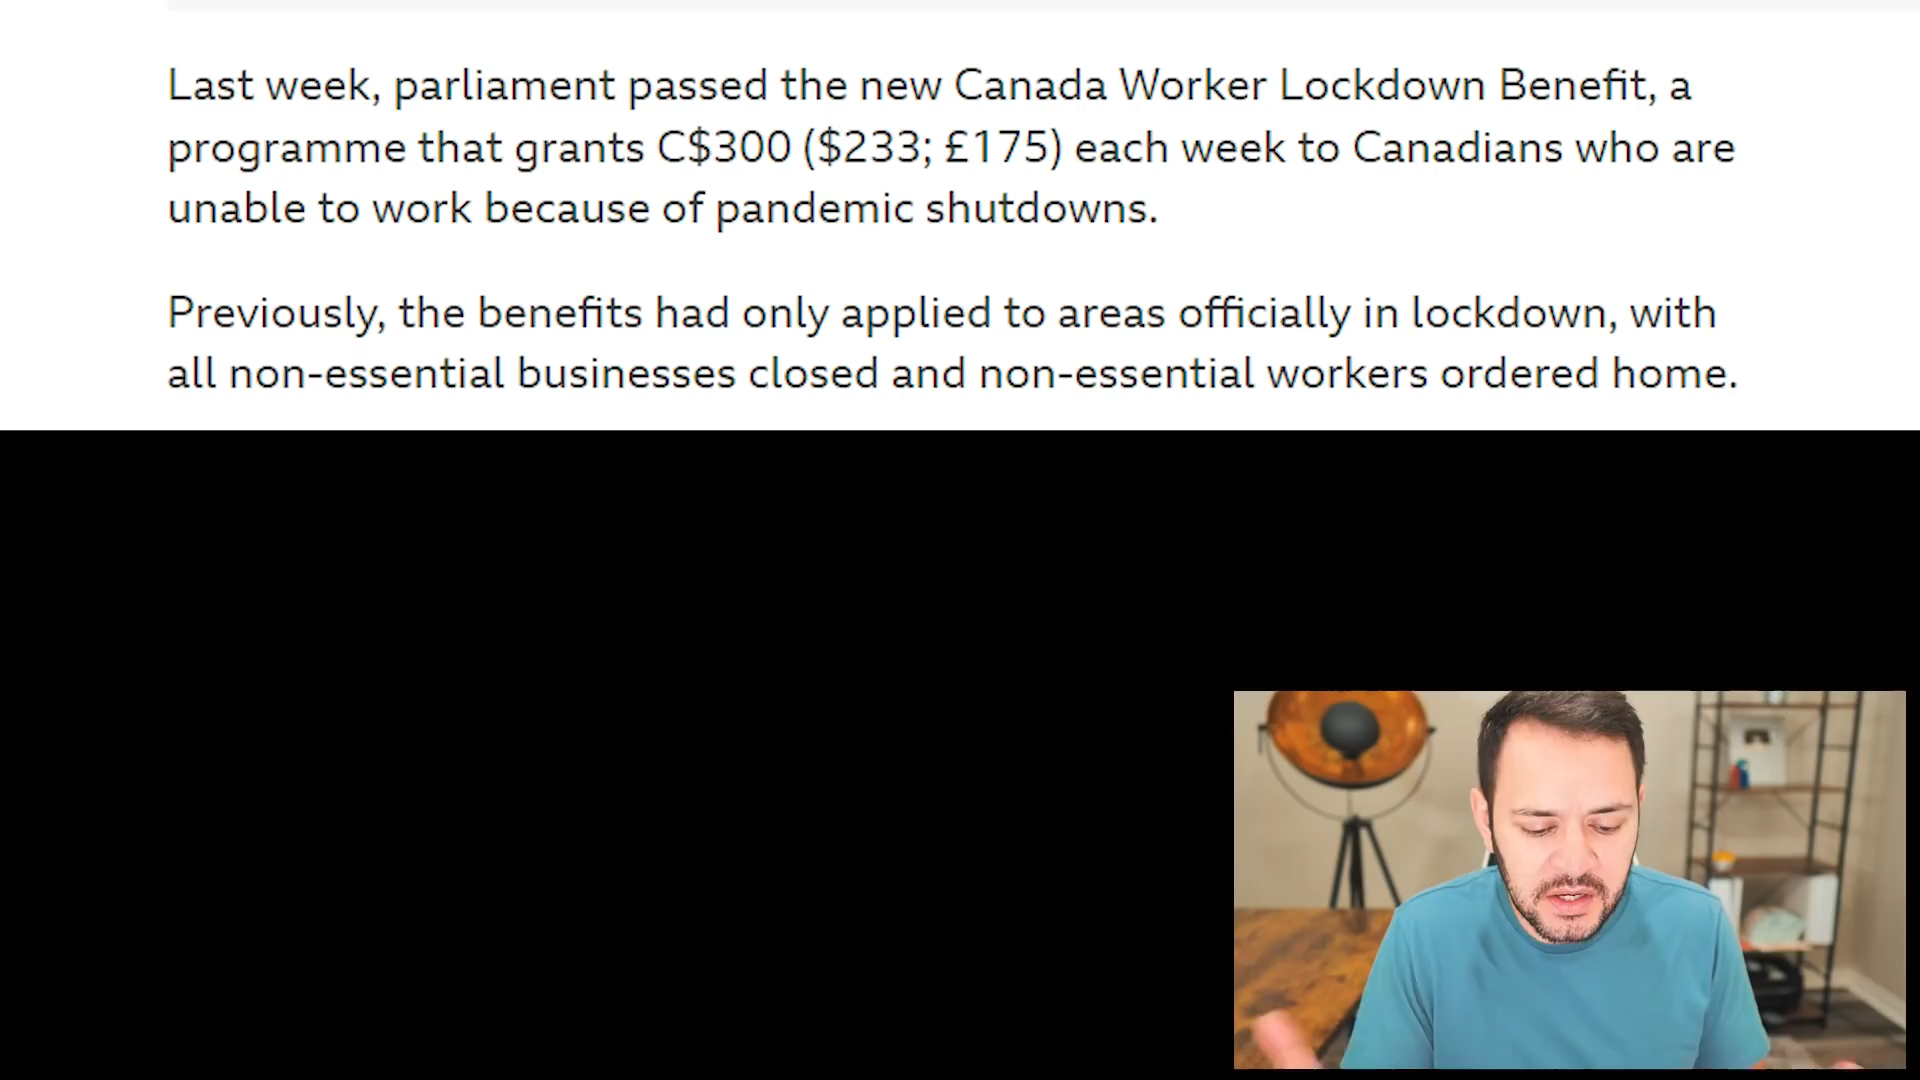 Last week, parliament passed the new Canada Worker Lockdown Benefit, a
programme that grants C$300 ($233; £175) each week to Canadians who are
unable to work because of pandemic shutdowns.
Previously, the benefits had only applied to areas officially in lockdown, with
all non-essential businesses closed and non-essential workers ordered home.